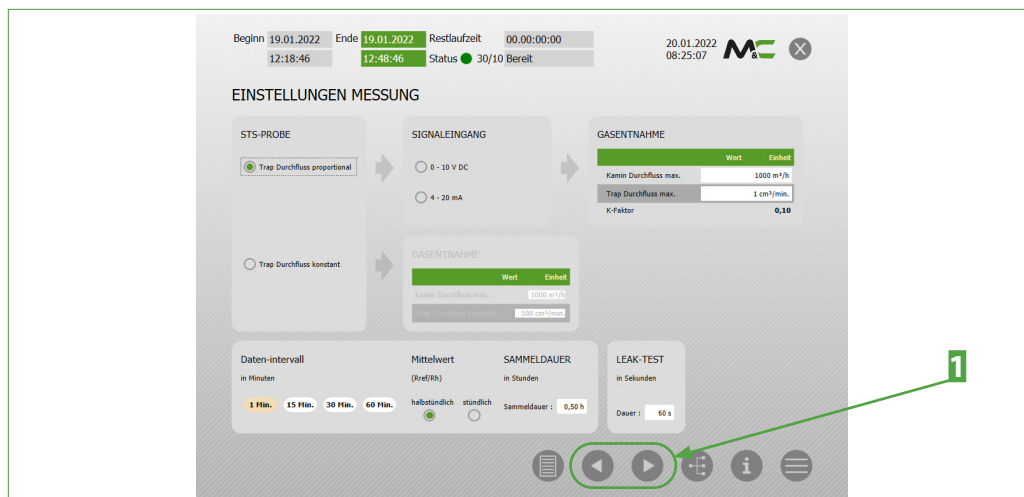 Beginn 19.01.2022 Ende 19.01.2022 Restlaufzeit 00.00:00:00
12:18:46 12:48:46 Status 30/10 Bereit
20.01.2022
08:25:07
M&C
EINSTELLUNGEN MESSUNG
STS-PROBE
Trap Durchfluss proportional
Trap Durchfluss konstant
SIGNALEINGANG
0 - 10 V DC
4 - 20 mA
GASENTNAHME
Wert Einheit
Kamin Durchfluss max. 1000 m³/h
Trap Durchfluss max. 1 cm³/min.
K-Faktor 0,10
GASENTNAHME
Wert Einheit
Kamin Durchfluss max. 1000 m³/h
Trap Durchfluss konstant 500 cm³/min.
Daten-intervall
in Minuten
1 Min. 15 Min. 30 Min. 60 Min.
Mittelwert
(Rref/Rh)
halbstündlich stündlich
SAMMELDAUER
in Stunden
Sammeldauer : 0,50 h
LEAK-TEST
in Sekunden
Dauer : 60 s
1
i